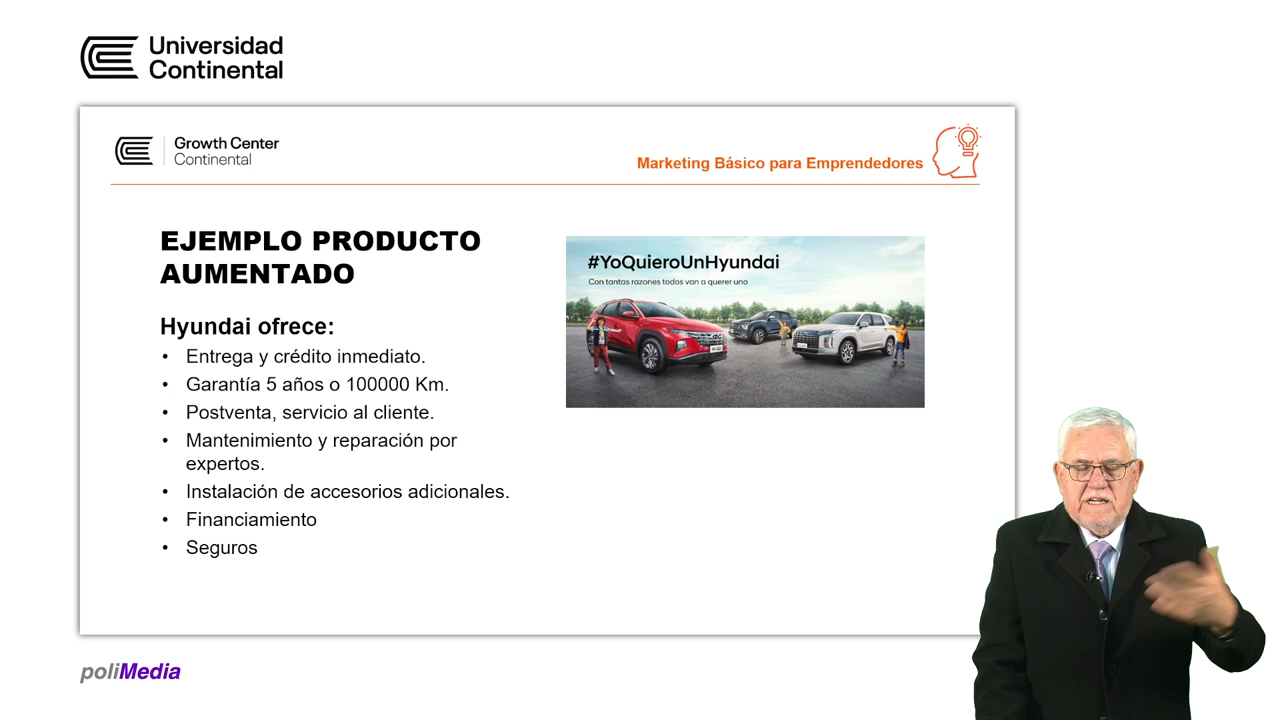 Universidad
Continental
Growth Center
Continental
Marketing Básico para Emprendedores
EJEMPLO PRODUCTO
AUMENTADO
Hyundai ofrece:
• Entrega y crédito inmediato.
• Garantía 5 años o 100000 Km.
• Postventa, servicio al cliente.
• Mantenimiento y reparación por
expertos.
• Instalación de accesorios adicionales.
• Financiamiento
• Seguros
#YoQuieroUnHyundai
Con tantas razones todos van a querer uno
poliMedia